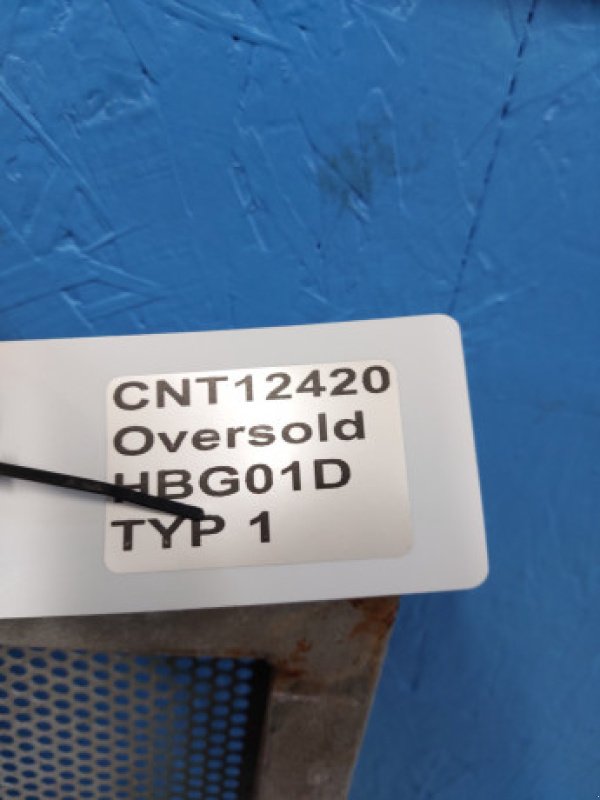 CNT12420
Oversold
HBG01D
TYP 1